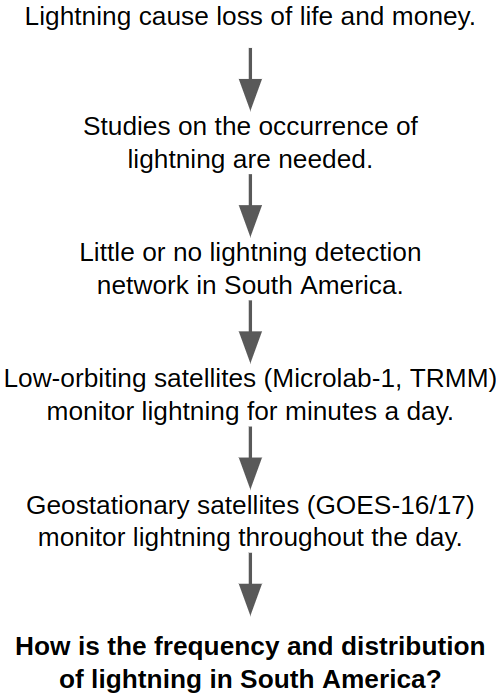 Lightning cause loss of life and money.
Studies on the occurrence of
lightning are needed.
Little or no lightning detection
network in South America.
Low-orbiting satellites (Microlab-1, TRMM)
monitor lightning for minutes a day.
Geostationary satellites (GOES-16/17)
monitor lightning throughout the day.
How is the frequency and distribution
of lightning in South America?